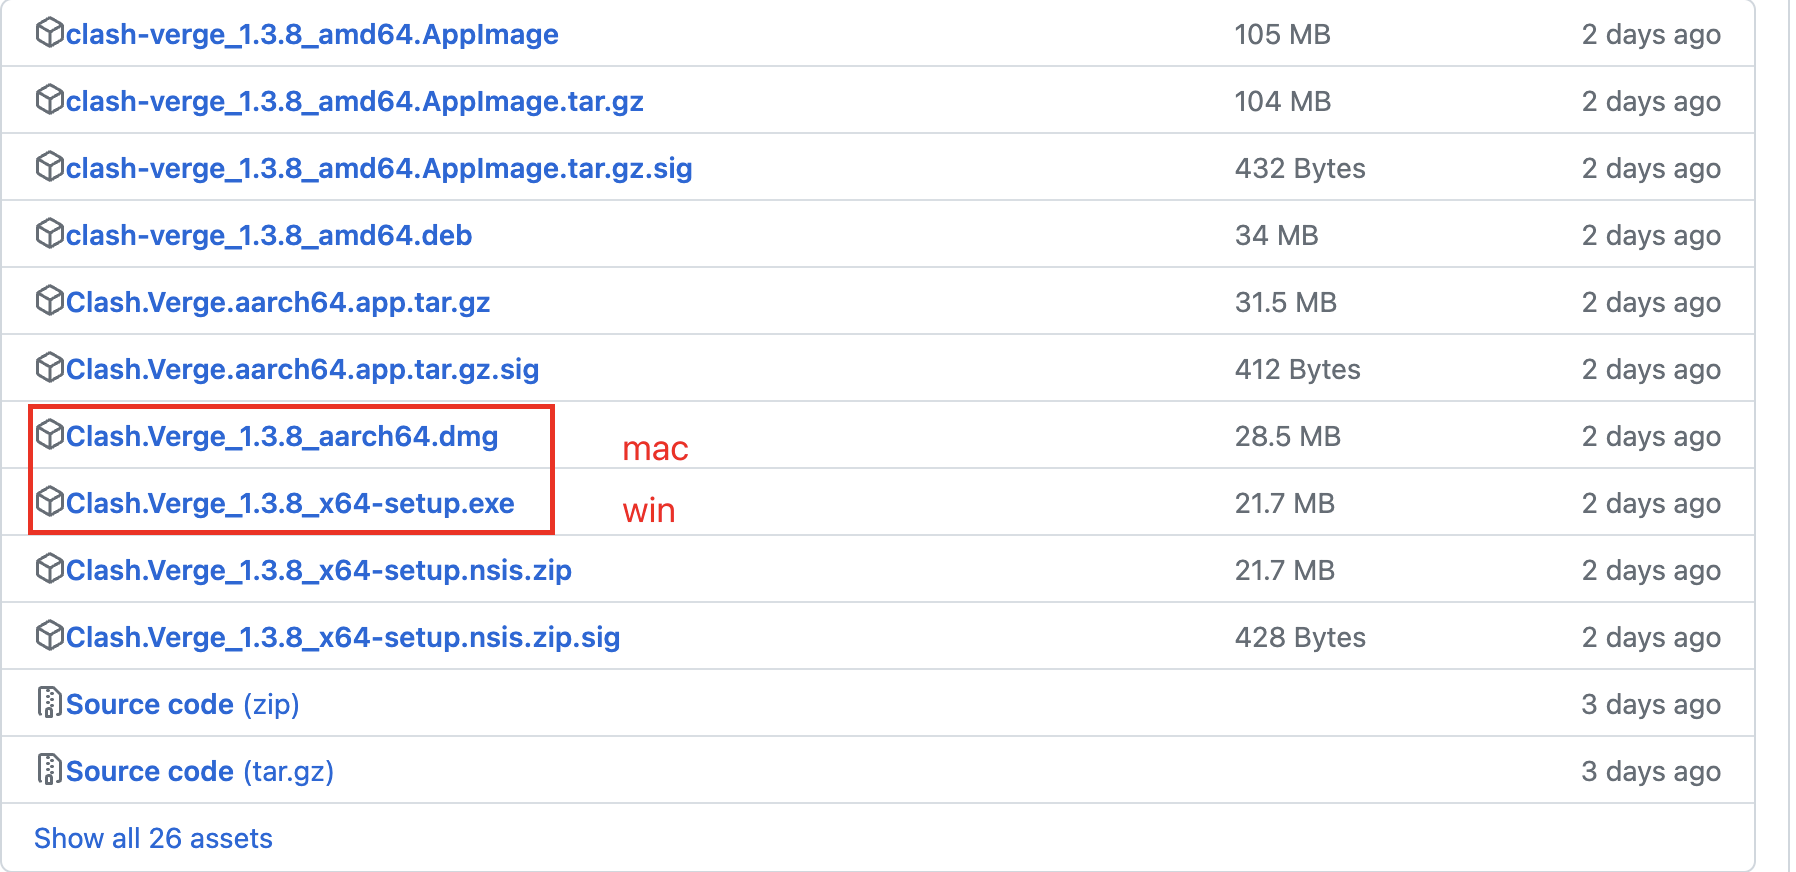 clash-verge_1.3.8_amd64.AppImage 105 MB 2 days ago
clash-verge_1.3.8_amd64.AppImage.tar.gz 104 MB 2 days ago
clash-verge_1.3.8_amd64.AppImage.tar.gz.sig 432 Bytes 2 days ago
clash-verge_1.3.8_amd64.deb 34 MB 2 days ago
Clash.Verge.aarch64.app.tar.gz 31.5 MB 2 days ago
Clash.Verge.aarch64.app.tar.gz.sig 412 Bytes 2 days ago
Clash.Verge_1.3.8_aarch64.dmg mac 28.5 MB 2 days ago
Clash.Verge_1.3.8_x64-setup.exe win 21.7 MB 2 days ago
Clash.Verge_1.3.8_x64-setup.nsis.zip 21.7 MB 2 days ago
Clash.Verge_1.3.8_x64-setup.nsis.zip.sig 428 Bytes 2 days ago
Source code (zip) 3 days ago
Source code (tar.gz) 3 days ago
Show all 26 assets